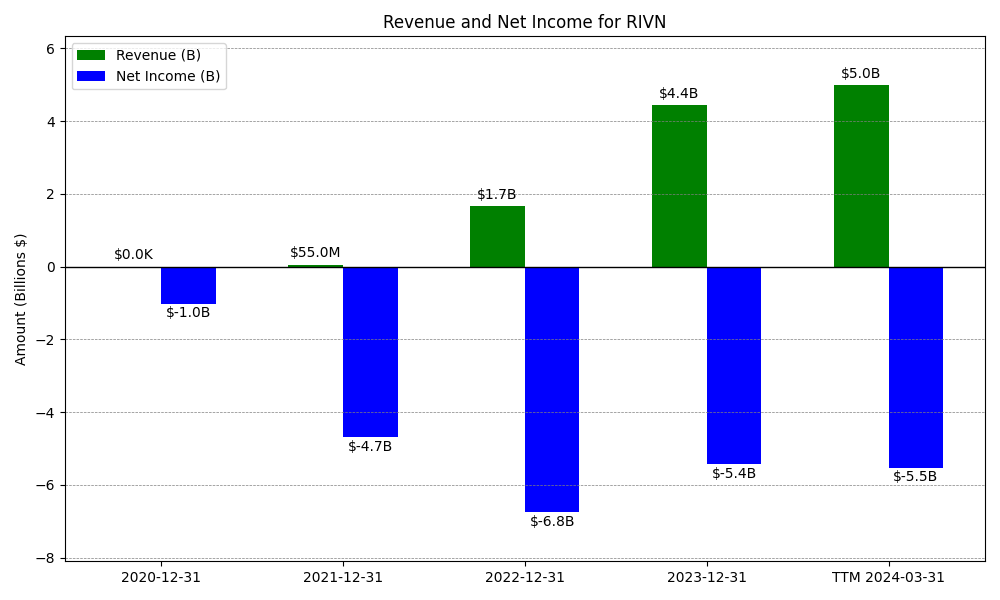 Revenue and Net Income for RIVN
Revenue (B)
Net Income (B)
Amount (Billions $)
6
4
2
0
−2
−4
−6
−8
$0.0K
$55.0M
$1.7B
$4.4B
$5.0B
$-1.0B
$-4.7B
$-6.8B
$-5.4B
$-5.5B
2020-12-31
2021-12-31
2022-12-31
2023-12-31
TTM 2024-03-31